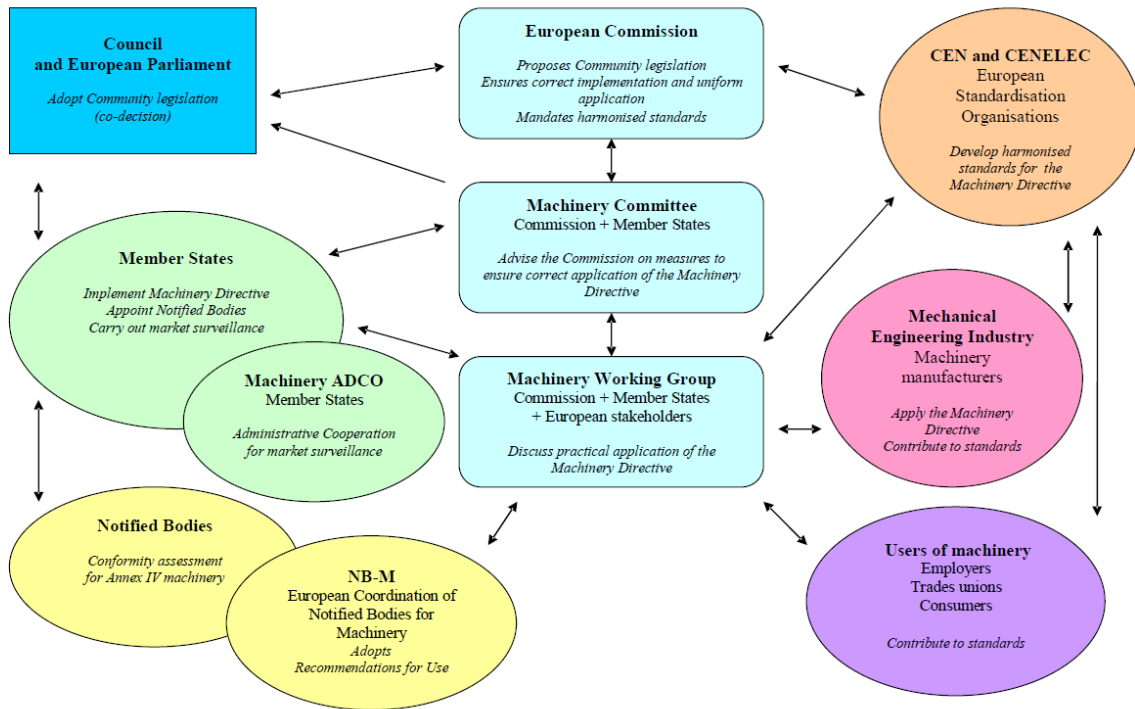 Council
and European Parliament
Adopt Community legislation
(co-decision)
European Commission
Proposes Community legislation
Ensures correct implementation and uniform
application
Mandates harmonised standards
CEN and CENELEC
European
Standardisation
Organisations
Develop harmonised
standards for the
Machinery Directive
Machinery Committee
Commission + Member States
Advise the Commission on measures to
ensure correct application of the Machinery
Directive
Member States
Implement Machinery Directive
Appoint Notified Bodies
Carry out market surveillance
Machinery ADCO
Member States
Administrative Cooperation
for market surveillance
Machinery Working Group
Commission + Member States
+ European stakeholders
Discuss practical application of the
Machinery Directive
Mechanical
Engineering Industry
Machinery
manufacturers
Apply the Machinery
Directive
Contribute to standards
Notified Bodies
Conformity assessment
for Annex IV machinery
NB-M
European Coordination of
Notified Bodies for
Machinery
Adopts
Recommendations for Use
Users of machinery
Employers
Trades unions
Consumers
Contribute to standards